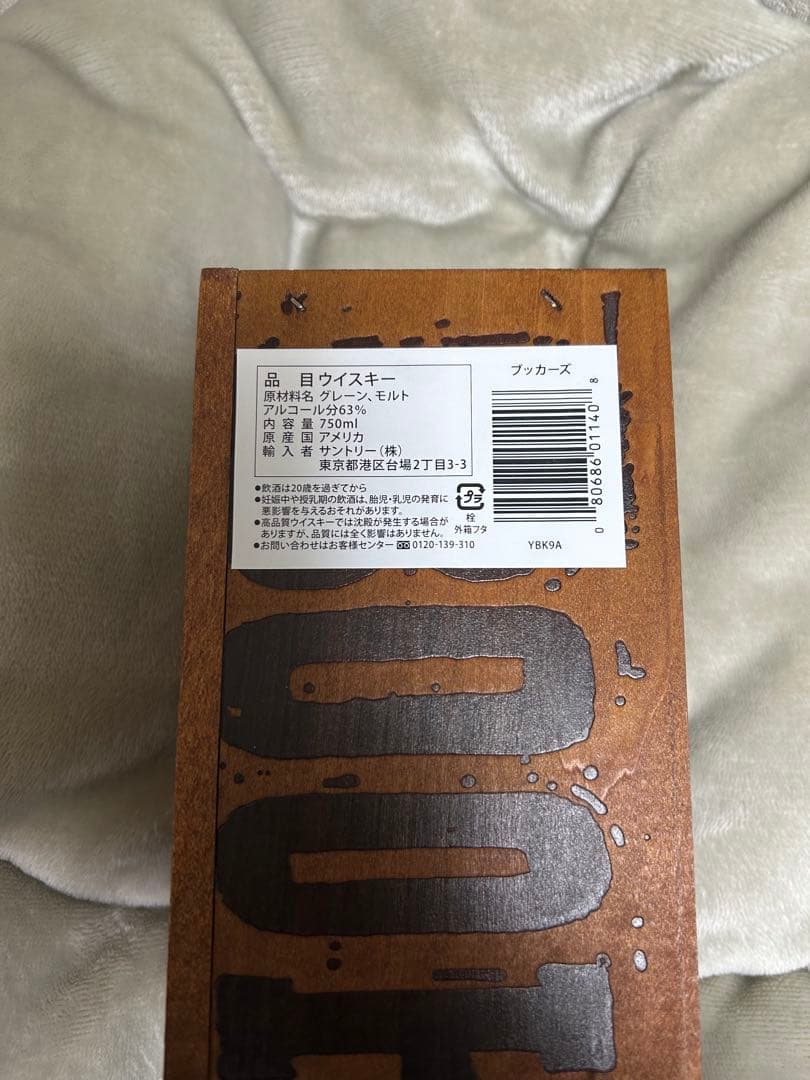 品 目 ウイスキー
原材料名 グレーン、モルト
アルコール分63%
内容量 750ml
原産国 アメリカ
輸入者 サントリー(株)
東京都港区台場2丁目3-3
●飲酒は20歳を過ぎてから
●妊娠中や授乳期の飲酒は、胎児・乳児の発育に
悪影響を与えるおそれがあります。
●高品質ウイスキーでは沈殿が発生する場合が
ありますが、品質には全く影響はありません。
●お問い合わせはお客様センター 0120-139-310
プラ
栓
外箱フタ
ブッカーズ
0 80686 01140 8
YBK9A